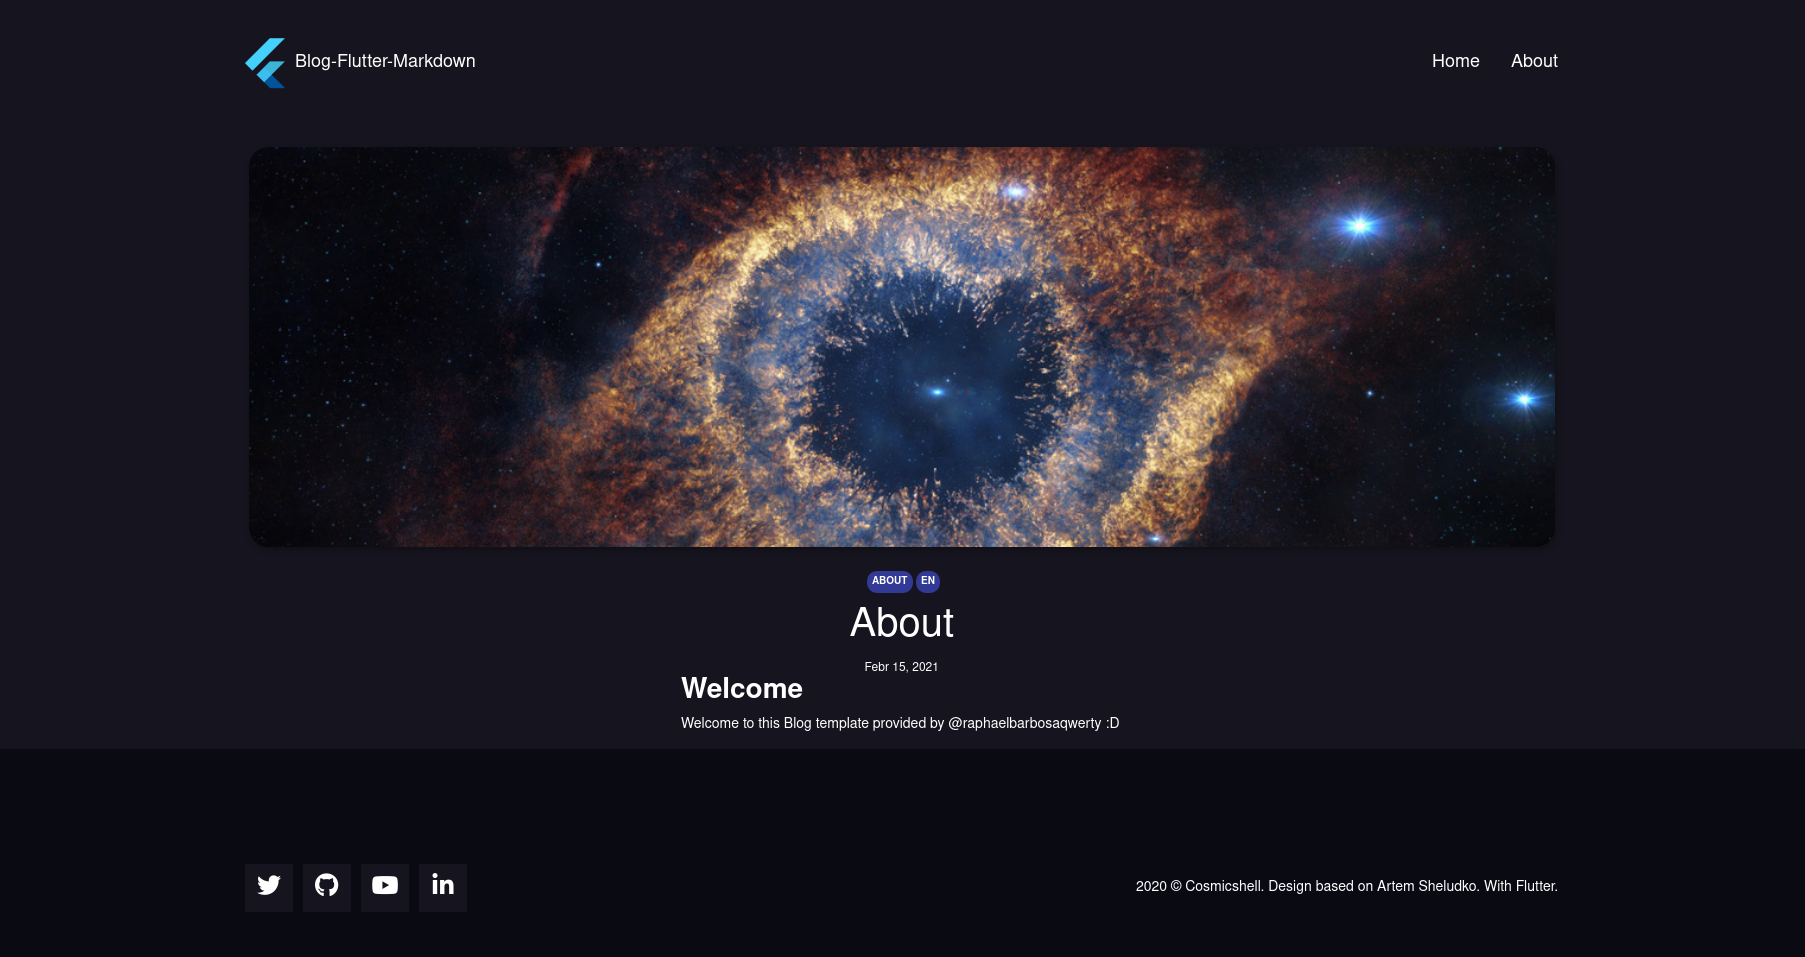 Blog-Flutter-Markdown
Home
About
ABOUT
EN
About
Febr 15, 2021
Welcome
Welcome to this Blog template provided by @raphaelbarbosaqwerty :D
2020 © Cosmicshell. Design based on Artem Sheludko. With Flutter.